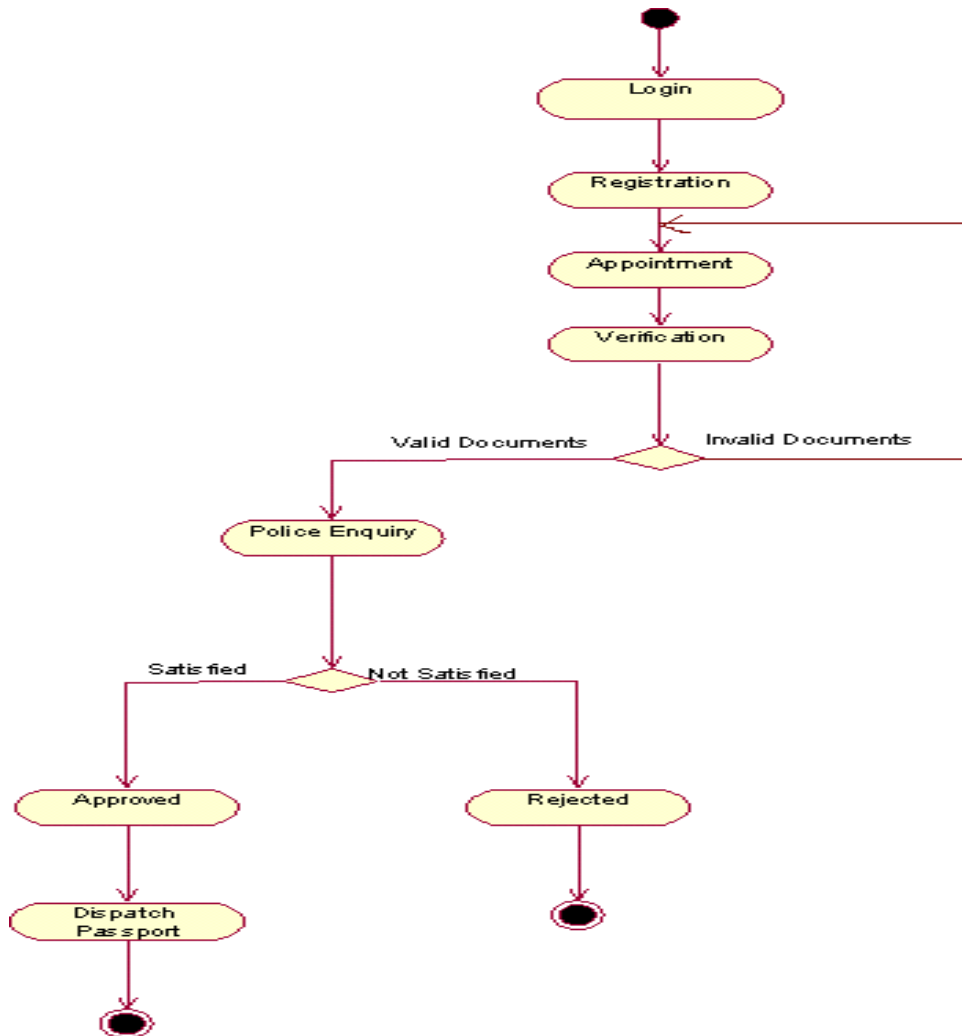 Login
Registration
Appointment
Verification
Valid Documents
Invalid Documents
Police Enquiry
Satisfied
Not Satisfied
Approved
Rejected
Dispatch
Passport